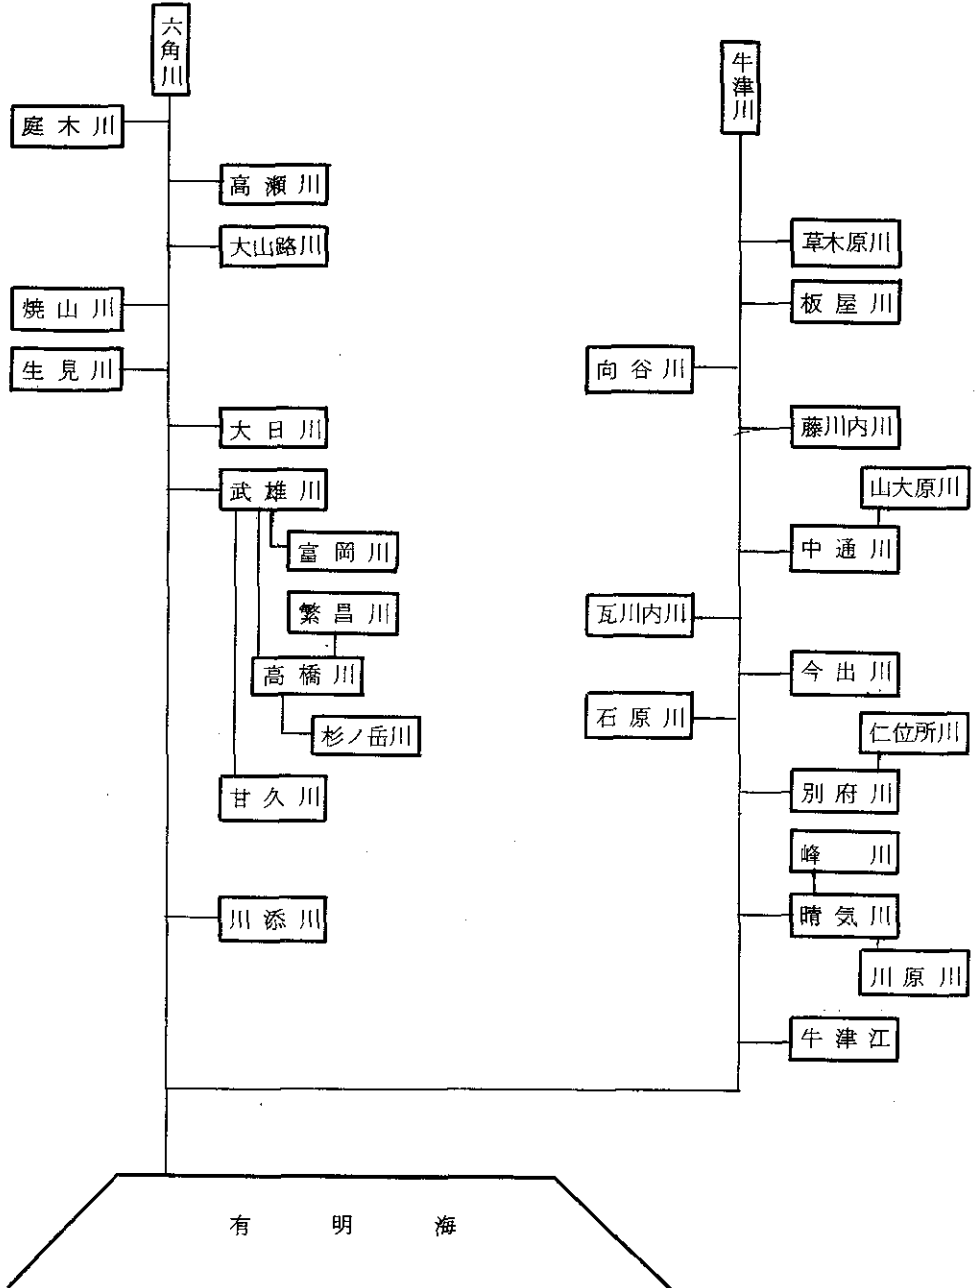 六角川
庭木川
高瀬川
大山路川
焼山川
生見川
大日川
武雄川
富岡川
繁昌川
高橋川
杉ノ岳川
甘久川
川添川
牛津川
草木原川
板屋川
向谷川
藤川内川
山大原川
中通川
瓦川内川
今出川
石原川
仁位所川
別府川
峰川
晴気川
川原川
牛津江
有明海